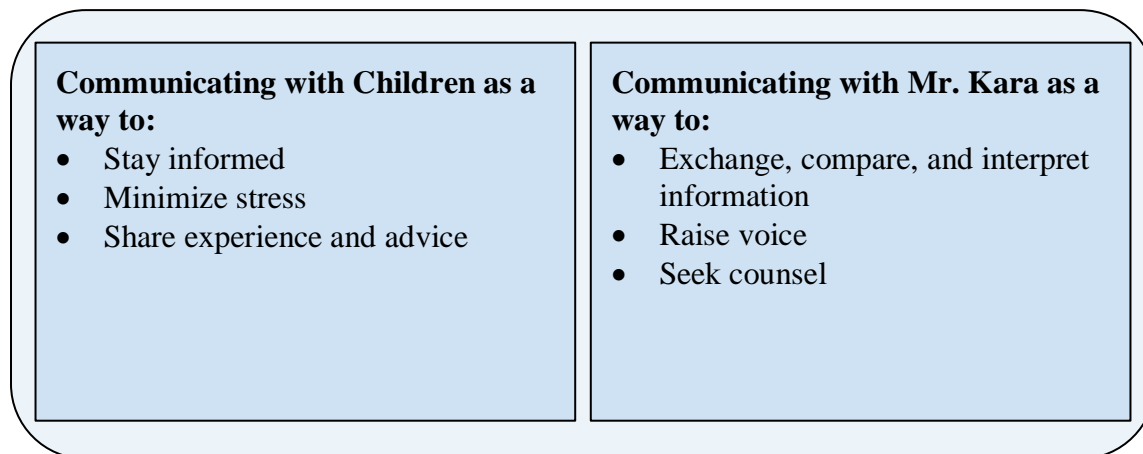 Communicating with Children as a
way to:
• Stay informed
• Minimize stress
• Share experience and advice
Communicating with Mr. Kara as a
way to:
• Exchange, compare, and interpret
information
• Raise voice
• Seek counsel